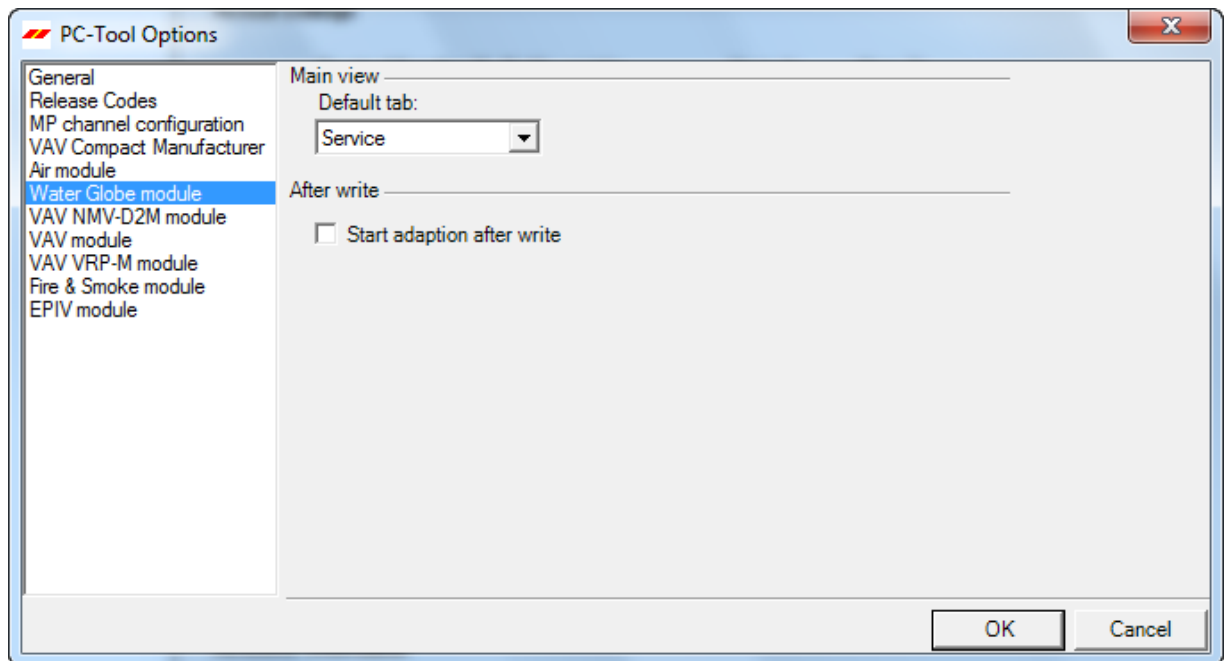 PC-Tool Options
General
Release Codes
MP channel configuration
VAV Compact Manufacturer
Air module
Water Globe module
VAV NMV-D2M module
VAV module
VAV VRP-M module
Fire & Smoke module
EPIV module
Main view
Default tab:
Service
After write
Start adaption after write
OK
Cancel